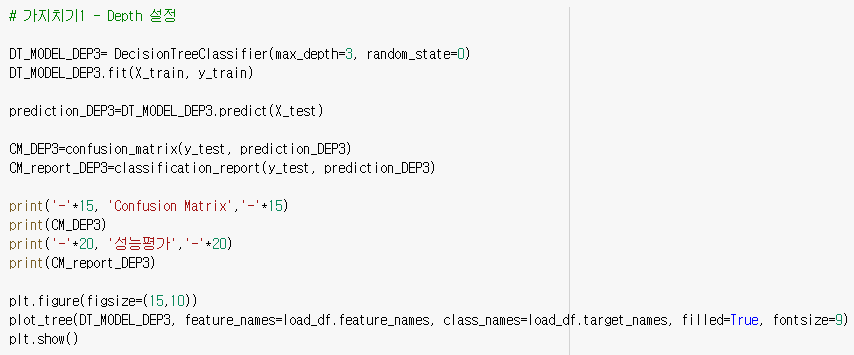 # 가지치기1 - Depth 설정
DT_MODEL_DEP3= DecisionTreeClassifier(max_depth=3, random_state=0)
DT_MODEL_DEP3.fit(X_train, y_train)
prediction_DEP3=DT_MODEL_DEP3.predict(X_test)
CM_DEP3=confusion_matrix(y_test, prediction_DEP3)
CM_report_DEP3=classification_report(y_test, prediction_DEP3)
print('-'*15, 'Confusion Matrix','-'*15)
print(CM_DEP3)
print('-'*20, '성능평가','-'*20)
print(CM_report_DEP3)
plt.figure(figsize=(15,10))
plot_tree(DT_MODEL_DEP3, feature_names=load_df.feature_names, class_names=load_df.target_names, filled=True, fontsize=9)
plt.show()